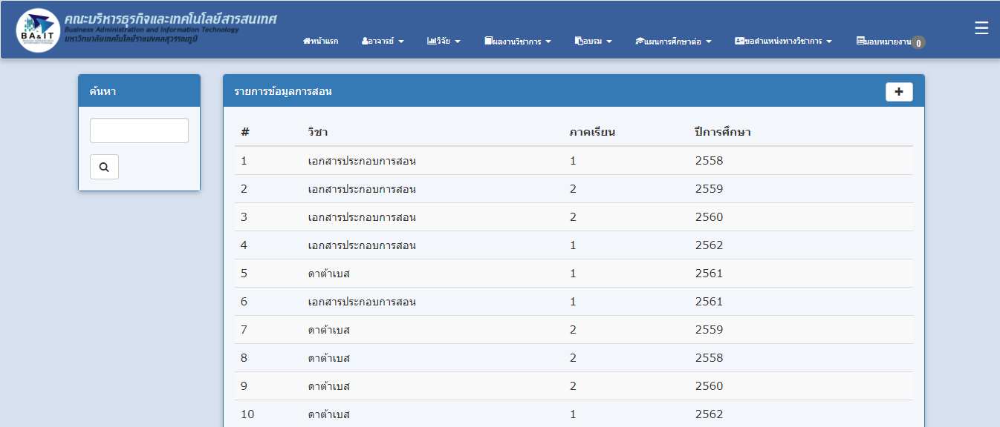 คณะบริหารธุรกิจและเทคโนโลยีสารสนเทศ
Business Administration and Information Technology
มหาวิทยาลัยเทคโนโลยีราชมงคลสุวรรณภูมิ
BA&IT
หน้าแรก อาจารย์ วิจัย ผลงานวิชาการ อบรม แผนการศึกษาต่อ ขอตำแหน่งทางวิชาการ มอบหมายงาน 0
ค้นหา
รายการข้อมูลการสอน
# วิชา ภาคเรียน ปีการศึกษา
1 เอกสารประกอบการสอน 1 2558
2 เอกสารประกอบการสอน 2 2559
3 เอกสารประกอบการสอน 2 2560
4 เอกสารประกอบการสอน 1 2562
5 ดาต้าเบส 1 2561
6 เอกสารประกอบการสอน 1 2561
7 ดาต้าเบส 2 2559
8 ดาต้าเบส 2 2558
9 ดาต้าเบส 2 2560
10 ดาต้าเบส 1 2562